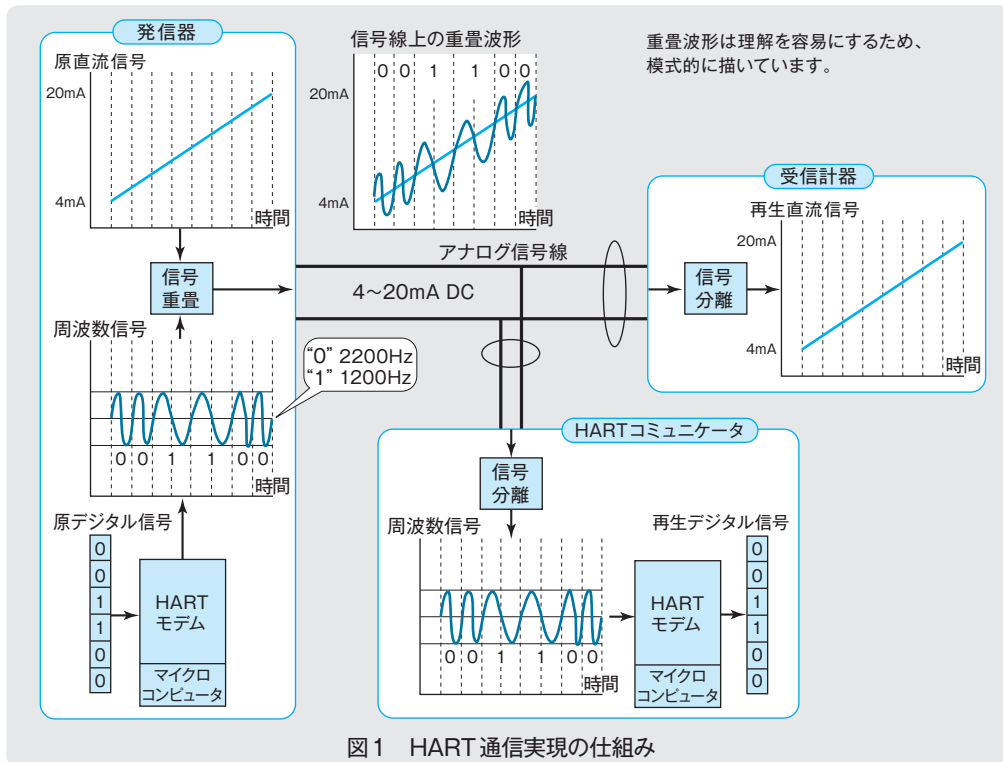 発信器
原直流信号
20mA
4mA
時間
信号
重畳
周波数信号
“0” 2200Hz
“1” 1200Hz
0 0 1 1 0 0
時間
原デジタル信号
0
0
1
1
0
0
HART
モデム
マイクロ
コンピュータ
信号線上の重畳波形
0 0 1 1 0 0
20mA
4mA
時間
重畳波形は理解を容易にするため、
模式的に描いています。
アナログ信号線
4〜20mA DC
受信計器
再生直流信号
20mA
4mA
時間
信号
分離
HARTコミュニケータ
信号
分離
周波数信号
0 0 1 1 0 0
時間
HART
モデム
マイクロ
コンピュータ
再生デジタル信号
0
0
1
1
0
0
図1 HART通信実現の仕組み